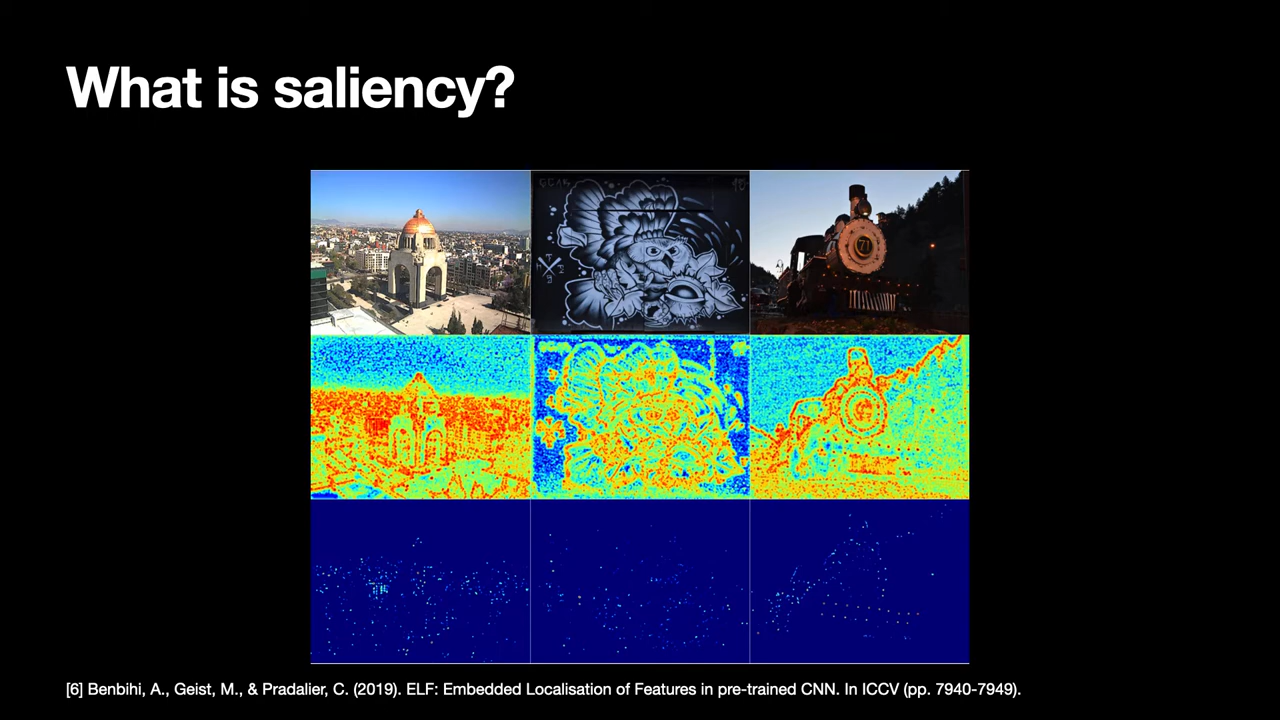 What is saliency?
71
[6] Benbihi, A., Geist, M., & Pradalier, C. (2019). ELF: Embedded Localisation of Features in pre-trained CNN. In ICCV (pp. 7940-7949).